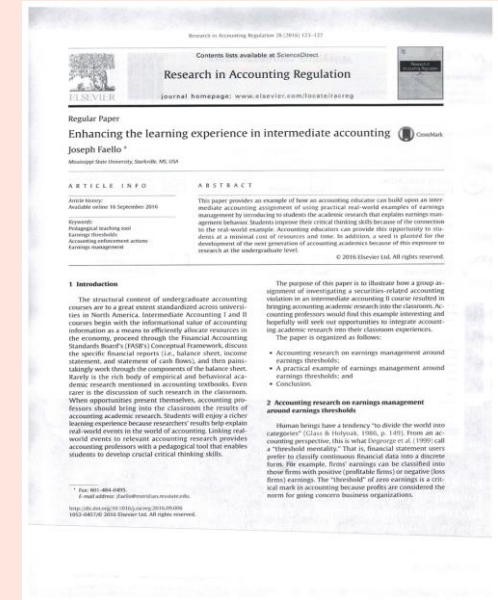 Research in Accounting Regulation 28 (2016) 123–127
Contents lists available at ScienceDirect
Research in Accounting Regulation
journal homepage: www.elsevier.com/locate/racreg
ELSEVIER
Regular Paper
Enhancing the learning experience in intermediate accounting
CrossMark
Joseph Faello *
Mississippi State University, Starkville, MS, USA
ARTICLE INFO
Article history:
Available online 16 September 2016
Keywords:
Pedagogical teaching tool
Earnings thresholds
Accounting enforcement actions
Earnings management
ABSTRACT
This paper provides an example of how an accounting educator can build upon an inter-
mediate accounting assignment of using practical real-world examples of earnings
management by introducing to students the academic research that explains earnings man-
agement behavior. Students improve their critical thinking skills because of the connection
to the real-world example. Accounting educators can provide this opportunity to stu-
dents at a minimal cost of resources and time. In addition, a seed is planted for the
development of the next generation of accounting academics because of this exposure to
research at the undergraduate level.
© 2016 Elsevier Ltd. All rights reserved.
1 Introduction
The structural content of undergraduate accounting
courses are to a great extent standardized across universi-
ties in North America. Intermediate Accounting I and II
courses begin with the informational value of accounting
information as a means to efficiently allocate resources in
the economy, proceed through the Financial Accounting
Standards Board's (FASB's) Conceptual Framework, discuss
the specific financial reports (i.e., balance sheet, income
statement, and statement of cash flows), and then pains-
takingly work through the components of the balance sheet.
Rarely is the rich body of empirical and behavioral aca-
demic research mentioned in accounting textbooks. Even
rarer is the discussion of such research in the classroom.
When opportunities present themselves, accounting pro-
fessors should bring into the classroom the results of
accounting academic research. Students will enjoy a richer
learning experience because researchers' results help explain
real-world events in the world of accounting. Linking real-
world events to relevant accounting research provides
accounting professors with a pedagogical tool that enables
students to develop crucial critical thinking skills.
* Fax: 601-484-0495.
E-mail address: jfaello@meridian.msstate.edu.
http://dx.doi.org/10.1016/j.racreg.2016.09.006
1052-0457/© 2016 Elsevier Ltd. All rights reserved.
The purpose of this paper is to illustrate how a group as-
signment of investigating a securities-related accounting
violation in an intermediate accounting II course resulted in
bringing accounting academic research into the classroom. Ac-
counting professors would find this example interesting and
hopefully will seek out opportunities to integrate account-
ing academic research into their classroom experiences.
The paper is organized as follows:
• Accounting research on earnings management around
earnings thresholds;
• A practical example of earnings management around
earnings thresholds; and
• Conclusion.
2 Accounting research on earnings management
around earnings thresholds
Human beings have a tendency "to divide the world into
categories" (Glass & Holyoak, 1986, p. 149). From an ac-
counting perspective, this is what Degeorge et al. (1999) call
a "threshold mentality." That is, financial statement users
prefer to classify continuous financial data into a discrete
form. For example, firms' earnings can be classified into
those firms with positive (profits) or negative (loss
firms) earnings. The "threshold" of zero earnings is a crit-
ical mark in accounting because profits are considered the
norm for going concern business organizations.